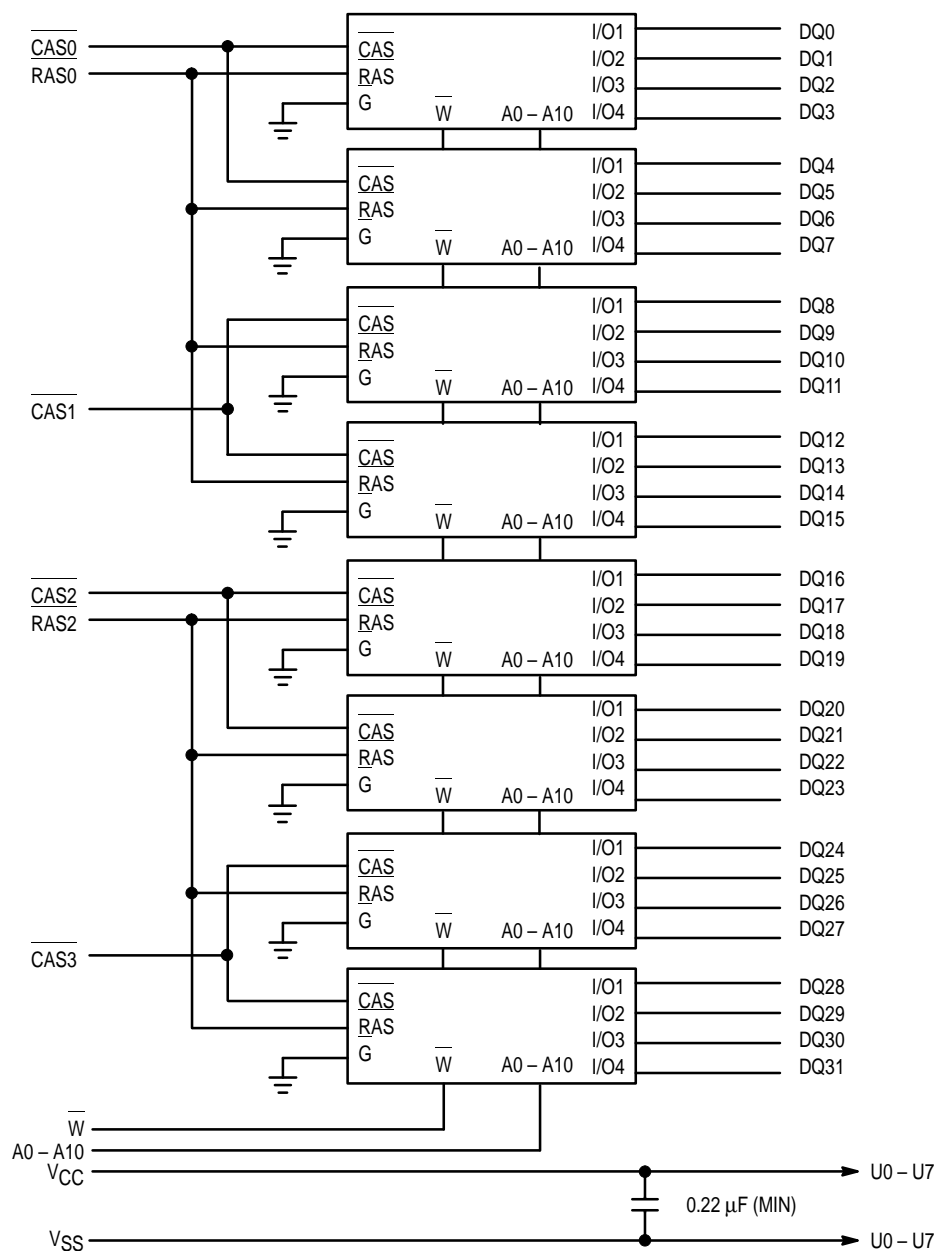 CAS0
RAS0
CAS
RAS
G
W
A0 – A10
I/O1
I/O2
I/O3
I/O4
DQ0
DQ1
DQ2
DQ3
CAS
RAS
G
W
A0 – A10
I/O1
I/O2
I/O3
I/O4
DQ4
DQ5
DQ6
DQ7
CAS1
CAS
RAS
G
W
A0 – A10
I/O1
I/O2
I/O3
I/O4
DQ8
DQ9
DQ10
DQ11
CAS
RAS
G
W
A0 – A10
I/O1
I/O2
I/O3
I/O4
DQ12
DQ13
DQ14
DQ15
CAS2
RAS2
CAS
RAS
G
W
A0 – A10
I/O1
I/O2
I/O3
I/O4
DQ16
DQ17
DQ18
DQ19
CAS
RAS
G
W
A0 – A10
I/O1
I/O2
I/O3
I/O4
DQ20
DQ21
DQ22
DQ23
CAS3
CAS
RAS
G
W
A0 – A10
I/O1
I/O2
I/O3
I/O4
DQ24
DQ25
DQ26
DQ27
CAS
RAS
G
W
A0 – A10
I/O1
I/O2
I/O3
I/O4
DQ28
DQ29
DQ30
DQ31
W
A0 – A10
VCC
U0 – U7
0.22 µF (MIN)
VSS
U0 – U7